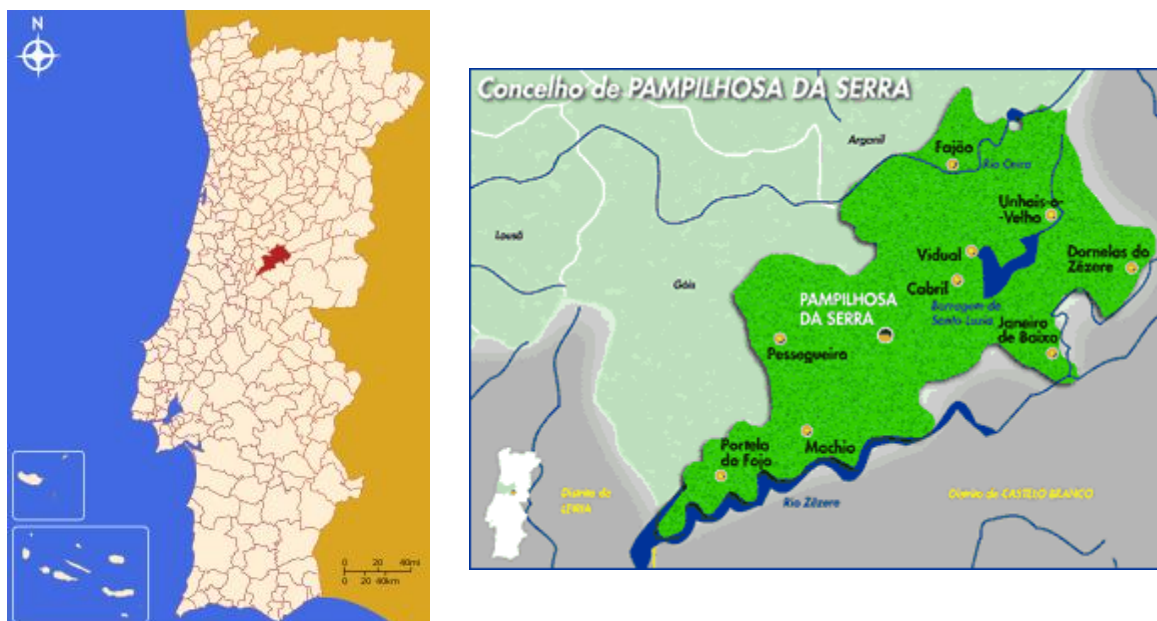 N
0 20 40mi
0 20 40km
Concelho de PAMPILHOSA DA SERRA
Arganil
Fajão
Rio Ceira
Unhais-o-
-Velho
Lousã
Vidual
Dornelas do
Zêzere
Góis
Cabril
PAMPILHOSA
DA SERRA
Barragem de
Santa Luzia
Janeiro
de Baixo
Pessegueiro
Portela
do Fojo
Machio
Distrito de
LEIRIA
Rio Zêzere
Distrito de CASTELO BRANCO